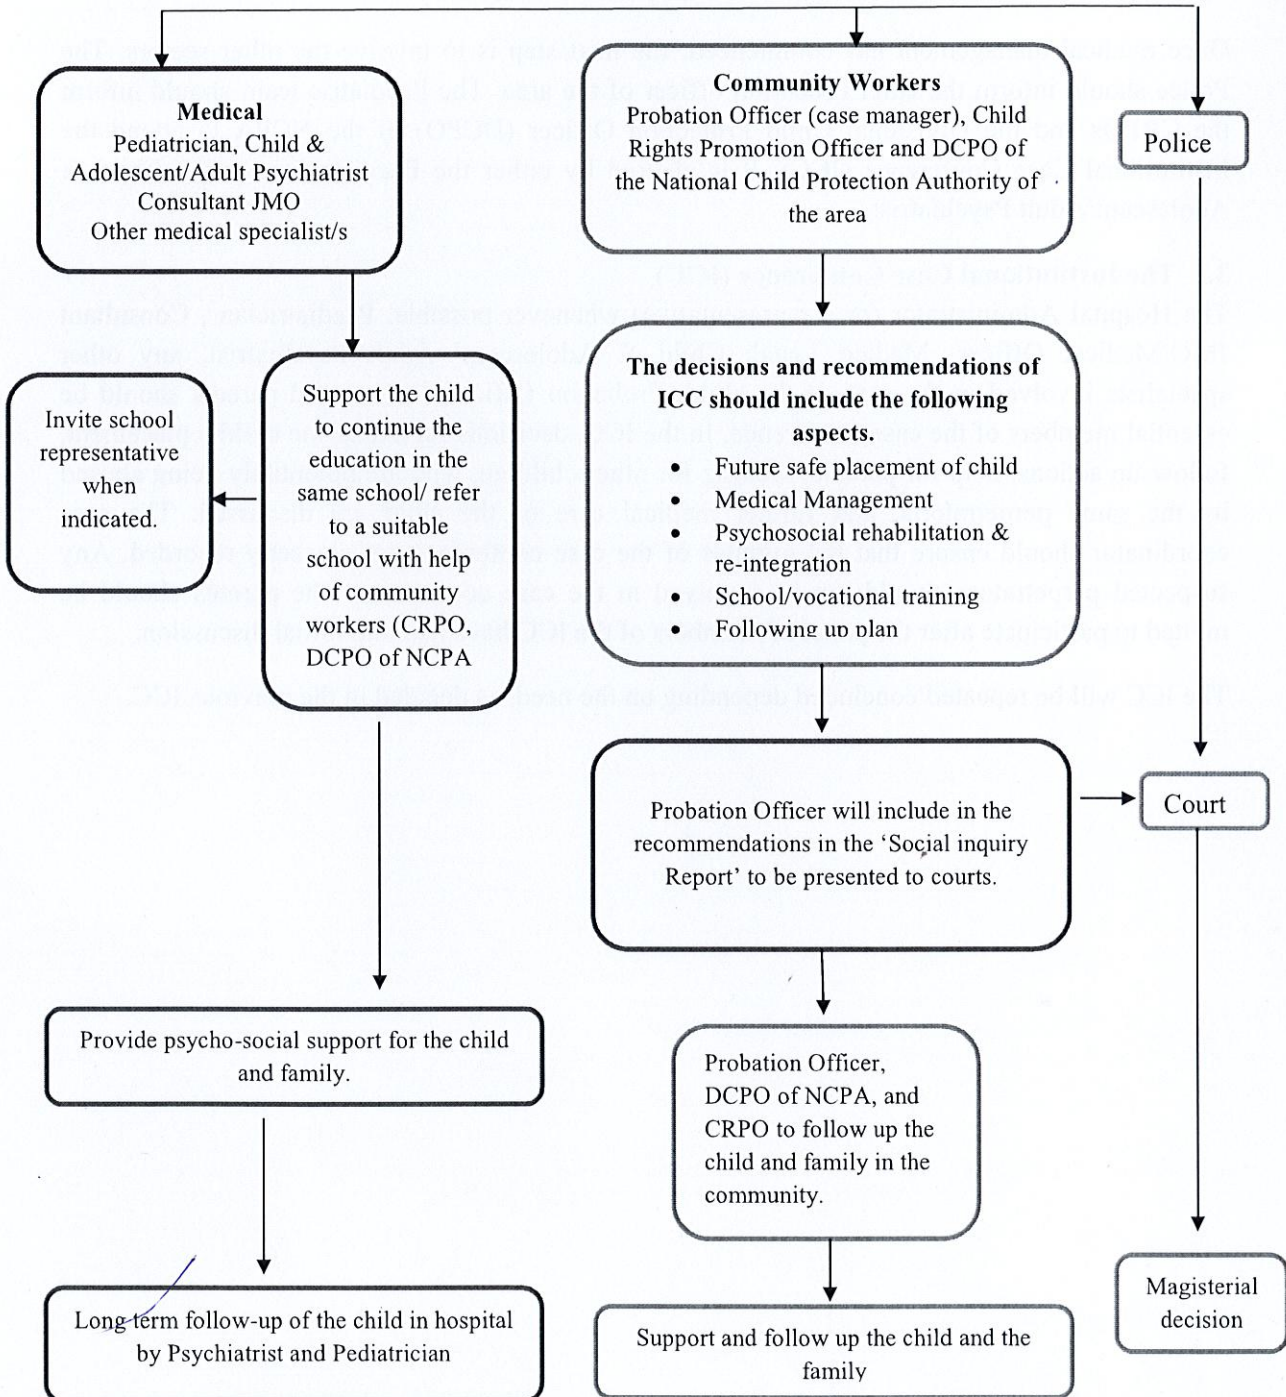 Medical
Pediatrician, Child &
Adolescent/Adult Psychiatrist
Consultant JMO
Other medical specialist/s
Community Workers
Probation Officer (case manager), Child
Rights Promotion Officer and DCPO of
the National Child Protection Authority of
the area
Police
Invite school
representative
when
indicated.
Support the child
to continue the
education in the
same school/ refer
to a suitable
school with help
of community
workers (CRPO,
DCPO of NCPA
The decisions and recommendations of
ICC should include the following
aspects.
• Future safe placement of child
• Medical Management
• Psychosocial rehabilitation &
re-integration
• School/vocational training
• Following up plan
Probation Officer will include in the
recommendations in the ‘Social inquiry
Report’ to be presented to courts.
Court
Provide psycho-social support for the child
and family.
Probation Officer,
DCPO of NCPA, and
CRPO to follow up the
child and family in the
community.
Long term follow-up of the child in hospital
by Psychiatrist and Pediatrician
Support and follow up the child and the
family
Magisterial
decision